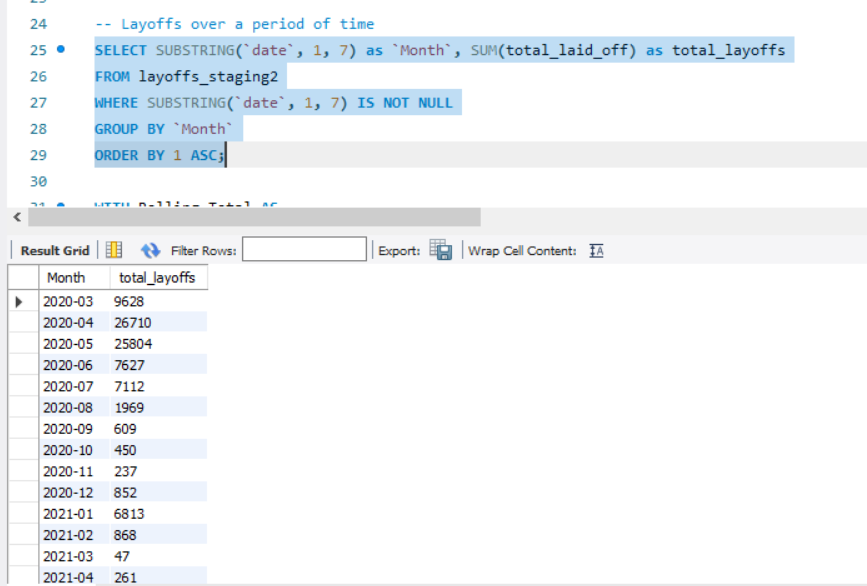 24 -- Layoffs over a period of time
25 SELECT SUBSTRING(`date`, 1, 7) as `Month`, SUM(total_laid_off) as total_layoffs
26 FROM layoffs_staging2
27 WHERE SUBSTRING(`date`, 1, 7) IS NOT NULL
28 GROUP BY `Month`
29 ORDER BY 1 ASC;
30
31 WITH Rolling_Total AS
Result Grid Filter Rows: Export: Wrap Cell Content:
Month total_layoffs
2020-03 9628
2020-04 26710
2020-05 25804
2020-06 7627
2020-07 7112
2020-08 1969
2020-09 609
2020-10 450
2020-11 237
2020-12 852
2021-01 6813
2021-02 868
2021-03 47
2021-04 261